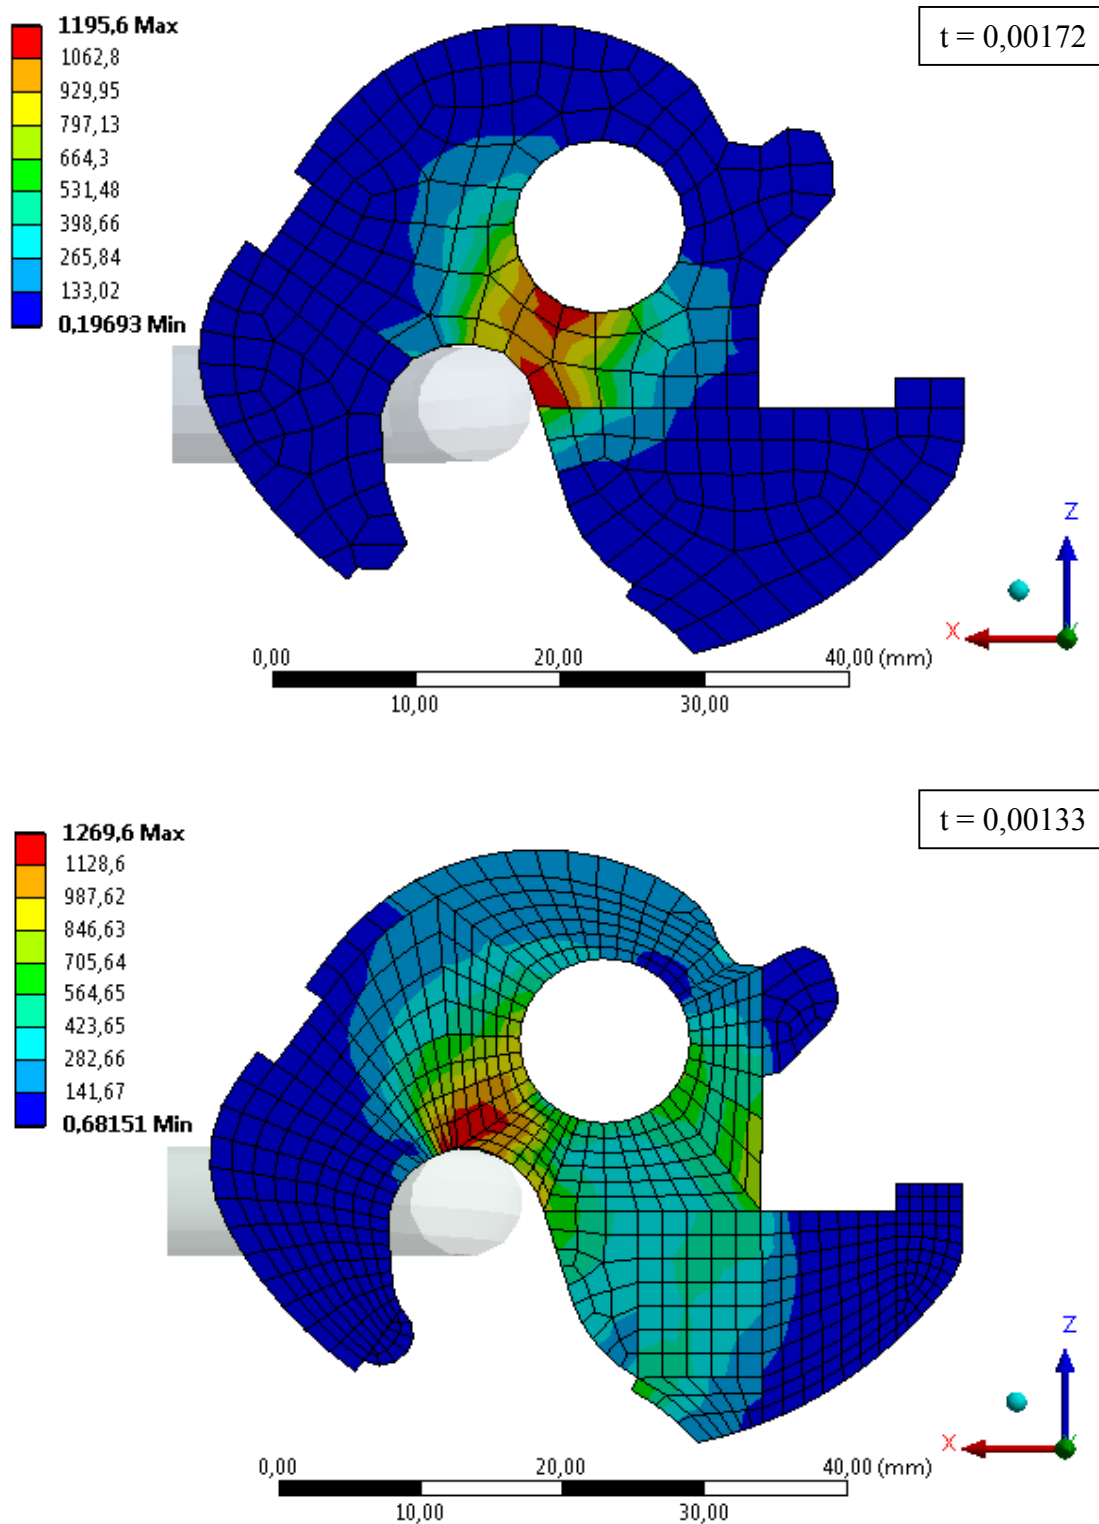 1195,6 Max
1062,8
929,95
797,13
664,3
531,48
398,66
265,84
133,02
0,19693 Min
t = 0,00172
Z
X
0,00
20,00
40,00 (mm)
10,00
30,00
t = 0,00133
1269,6 Max
1128,6
987,62
846,63
705,64
564,65
423,65
282,66
141,67
0,68151 Min
Z
X
0,00
20,00
40,00 (mm)
10,00
30,00